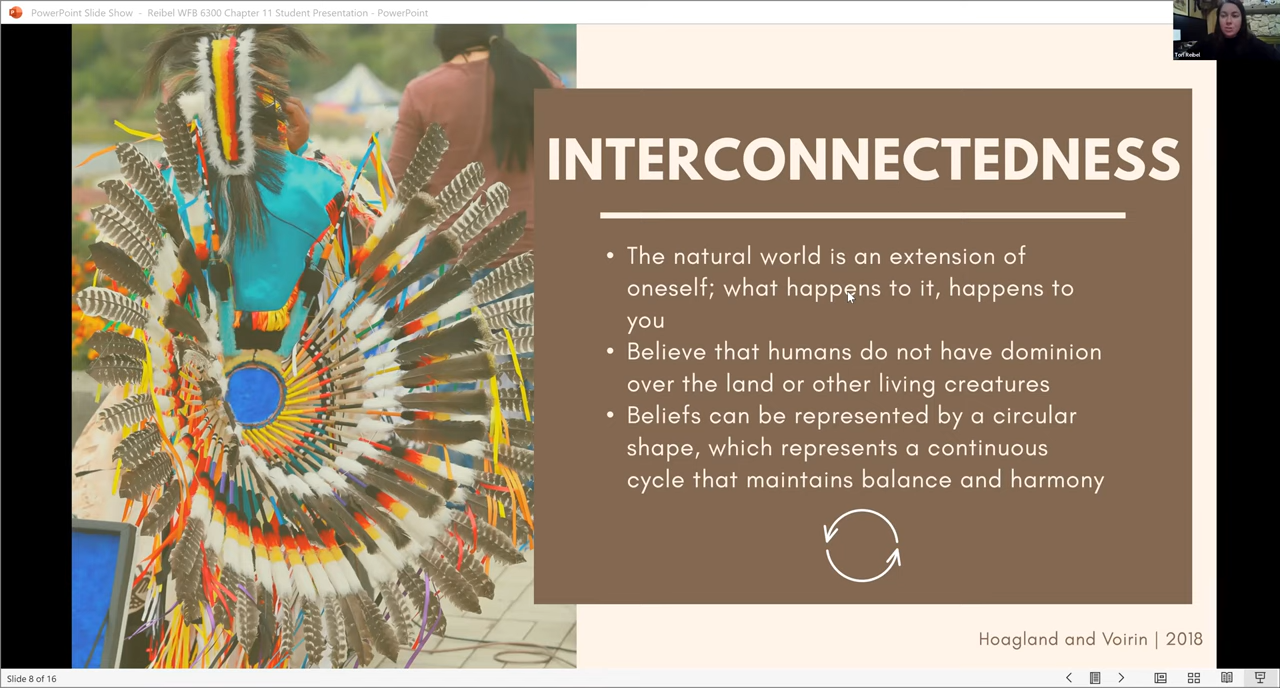 PowerPoint Slide Show - Reibel WFB 6300 Chapter 11 Student Presentation - PowerPoint
Tori Reibel
INTERCONNECTEDNESS
• The natural world is an extension of
oneself; what happens to it, happens to
you
• Believe that humans do not have dominion
over the land or other living creatures
• Beliefs can be represented by a circular
shape, which represents a continuous
cycle that maintains balance and harmony
Hoagland and Voirin | 2018
Slide 8 of 16